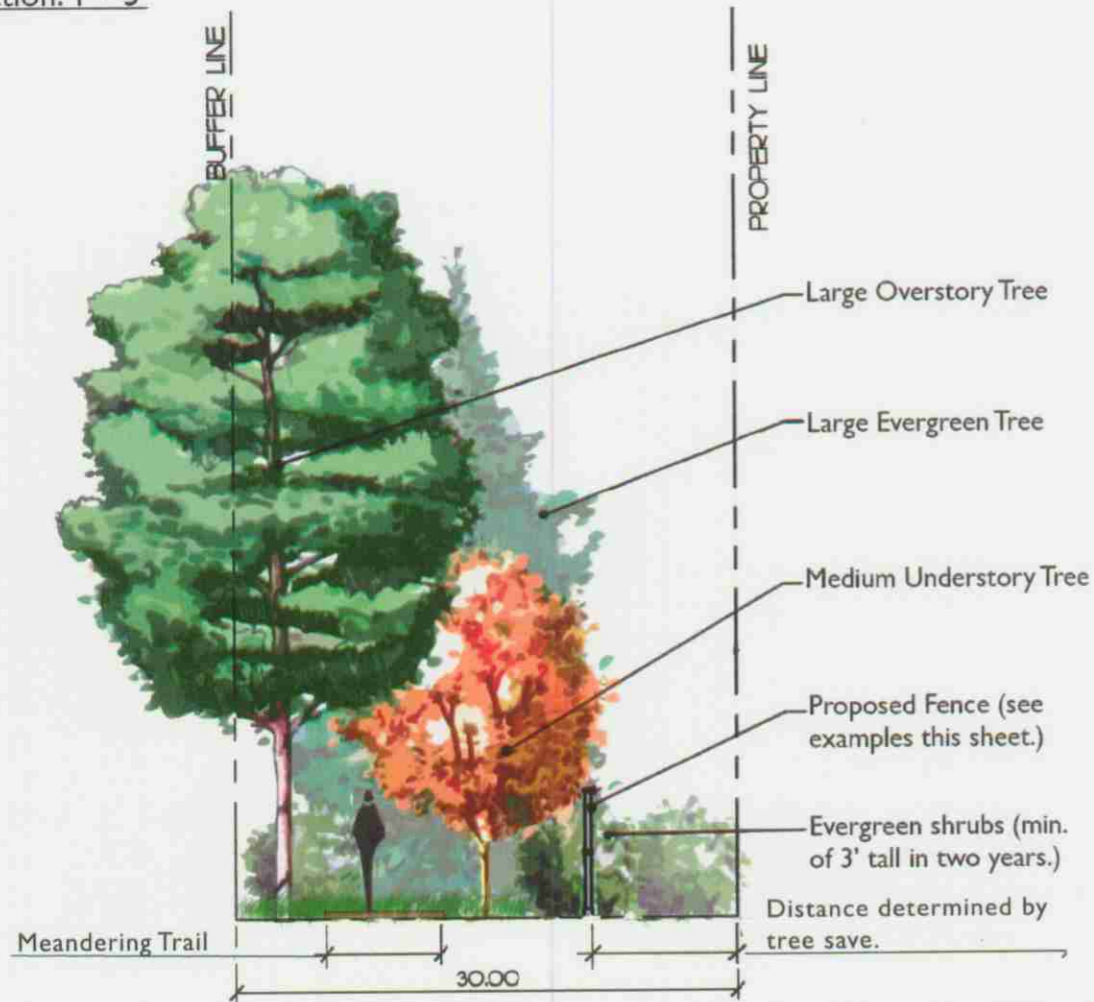 BUFFER LINE
PROPERTY LINE
Large Overstory Tree
Large Evergreen Tree
Medium Understory Tree
Proposed Fence (see
examples this sheet.)
Evergreen shrubs (min.
of 3' tall in two years.)
Distance determined by
tree save.
Meandering Trail
30.00